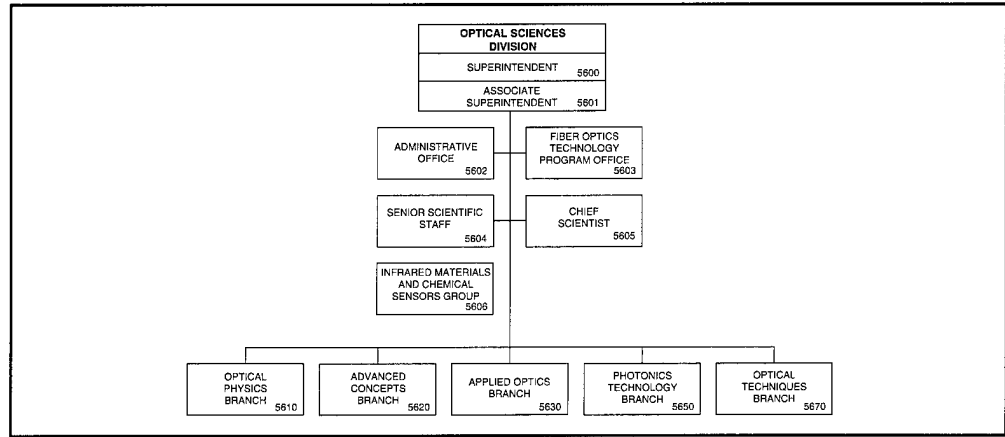 OPTICAL SCIENCES
DIVISION
SUPERINTENDENT
5600
ASSOCIATE
SUPERINTENDENT
5601
ADMINISTRATIVE
OFFICE
5602
FIBER OPTICS
TECHNOLOGY
PROGRAM OFFICE
5603
SENIOR SCIENTIFIC
STAFF
5604
CHIEF
SCIENTIST
5605
INFRARED MATERIALS
AND CHEMICAL
SENSORS GROUP
5606
OPTICAL
PHYSICS
BRANCH
5610
ADVANCED
CONCEPTS
BRANCH
5620
APPLIED OPTICS
BRANCH
5630
PHOTONICS
TECHNOLOGY
BRANCH
5650
OPTICAL
TECHNIQUES
BRANCH
5670